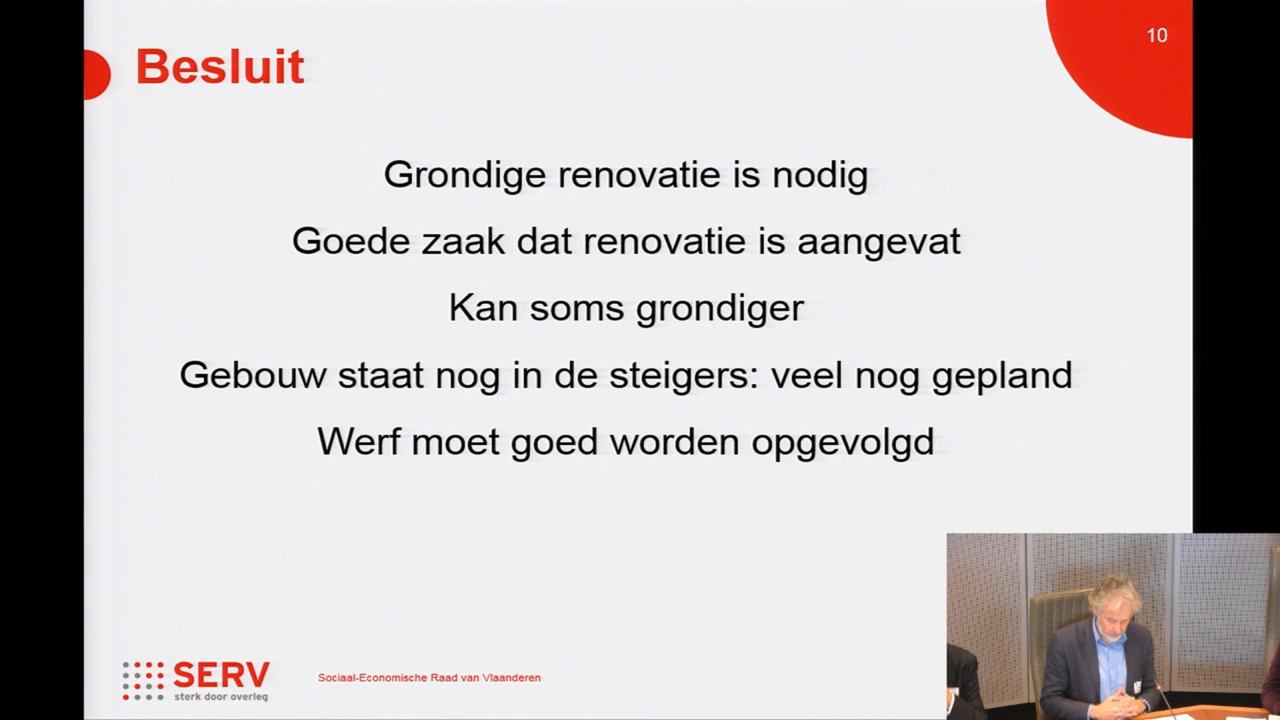 10
Besluit
Grondige renovatie is nodig
Goede zaak dat renovatie is aangevat
Kan soms grondiger
Gebouw staat nog in de steigers: veel nog gepland
Werf moet goed worden opgevolgd
SERV
sterk door overleg
Sociaal-Economische Raad van Vlaanderen